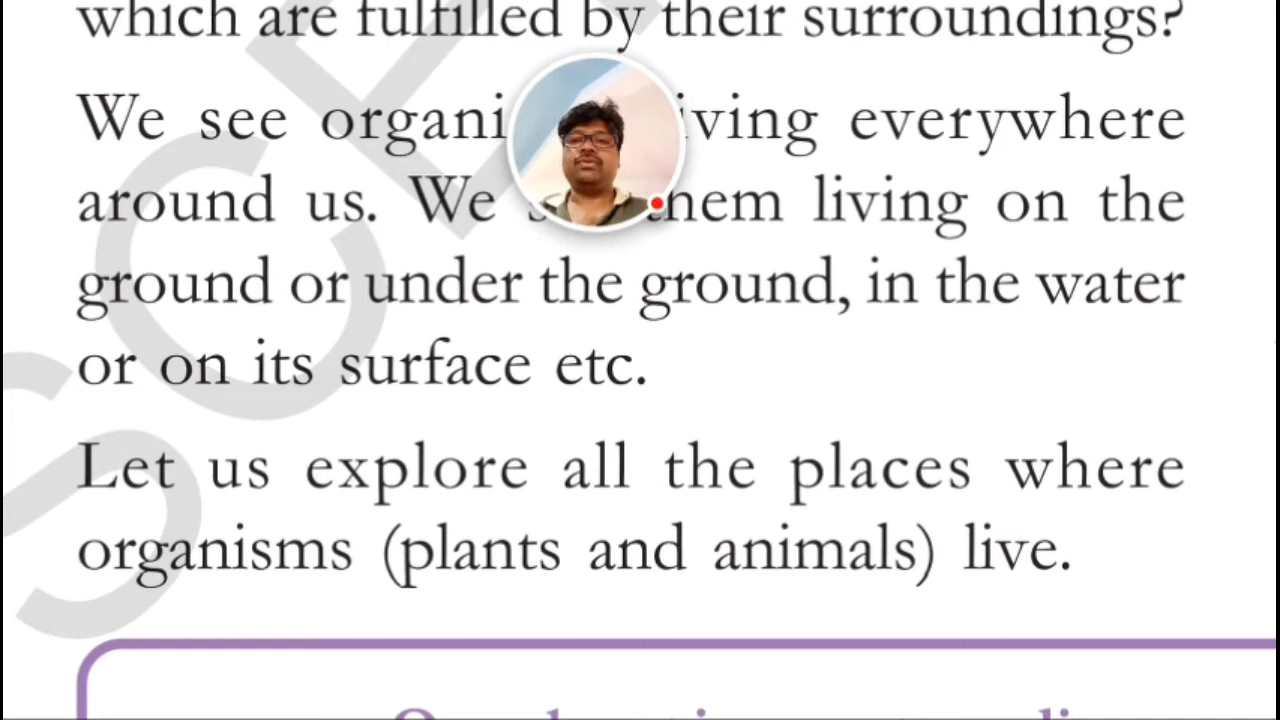 which are fulfilled by their surroundings?
We see organi iving everywhere
around us. We s hem living on the
ground or under the ground, in the water
or on its surface etc.
Let us explore all the places where
organisms (plants and animals) live.
SCE